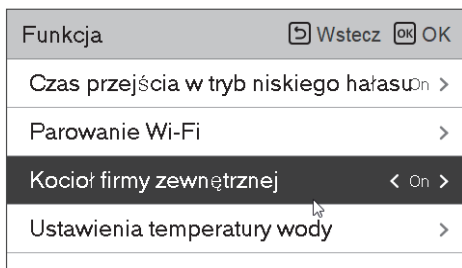 Funkcja Wstecz OK OK
Czas przejścia w tryb niskiego hałasu On >
Parowanie Wi-Fi >
Kocioł firmy zewnętrznej < On >
Ustawienia temperatury wody >